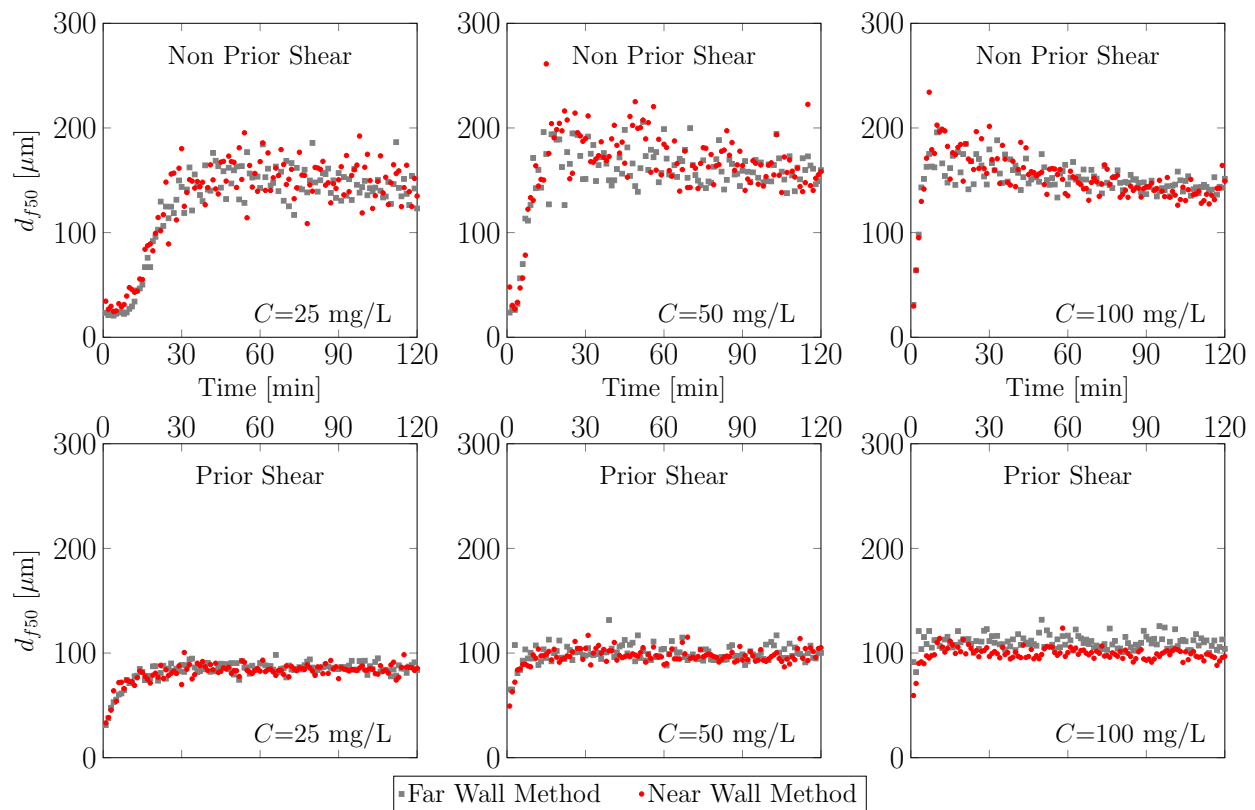 300
200
100
0
d_{f50} [μm]
Non Prior Shear
C=25 mg/L
0 30 60 90 120
Time [min]
300
200
100
0
Non Prior Shear
C=50 mg/L
0 30 60 90 120
Time [min]
300
200
100
0
Non Prior Shear
C=100 mg/L
0 30 60 90 120
Time [min]
0 30 60 90 120
300
200
100
0
d_{f50} [μm]
Prior Shear
C=25 mg/L
0 30 60 90 120
300
200
100
0
Prior Shear
C=50 mg/L
0 30 60 90 120
300
200
100
0
Prior Shear
C=100 mg/L
Far Wall Method Near Wall Method